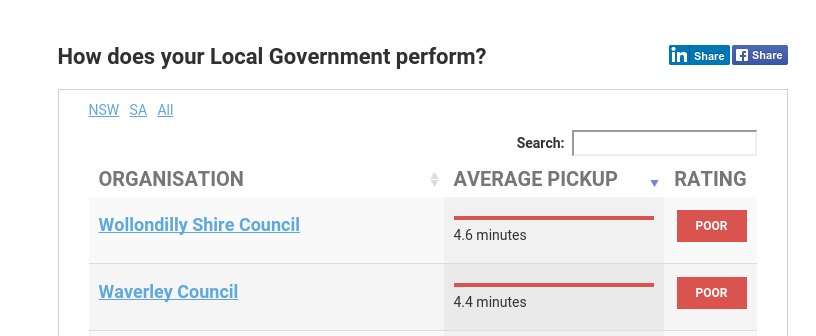 How does your Local Government perform?
in Share
f Share
NSW SA All
Search:
ORGANISATION AVERAGE PICKUP RATING
Wollondilly Shire Council 4.6 minutes POOR
Waverley Council 4.4 minutes POOR